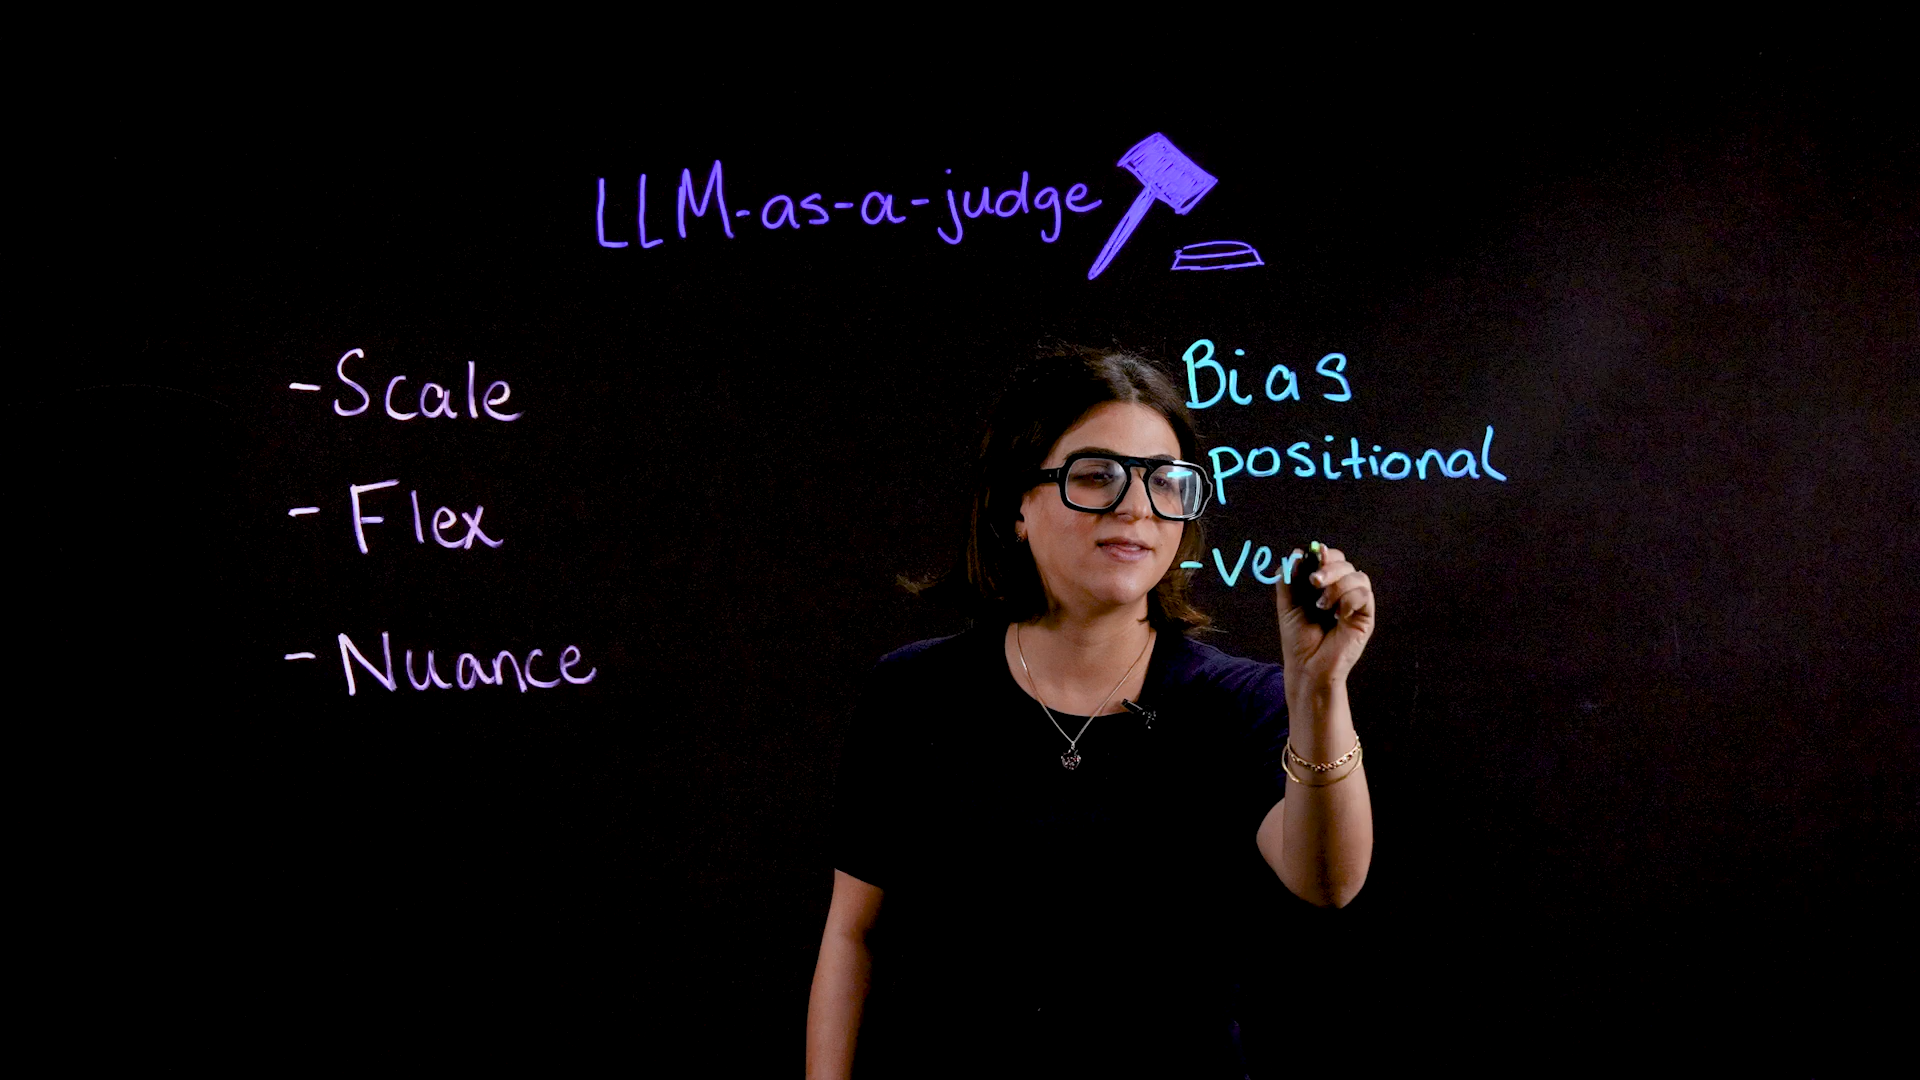 LLM-as-a-judge
- Scale
- Flex
- Nuance
Bias
- positional
- ver